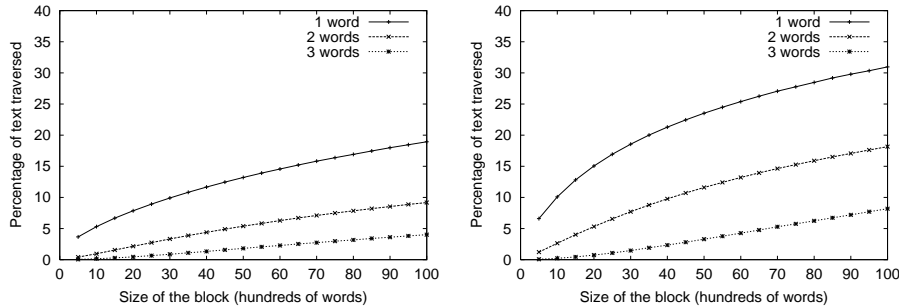 Percentage of text traversed
40
35
30
25
20
15
10
5
0
1 word
2 words
3 words
0 10 20 30 40 50 60 70 80 90 100
Size of the block (hundreds of words)
Percentage of text traversed
40
35
30
25
20
15
10
5
0
1 word
2 words
3 words
0 10 20 30 40 50 60 70 80 90 100
Size of the block (hundreds of words)